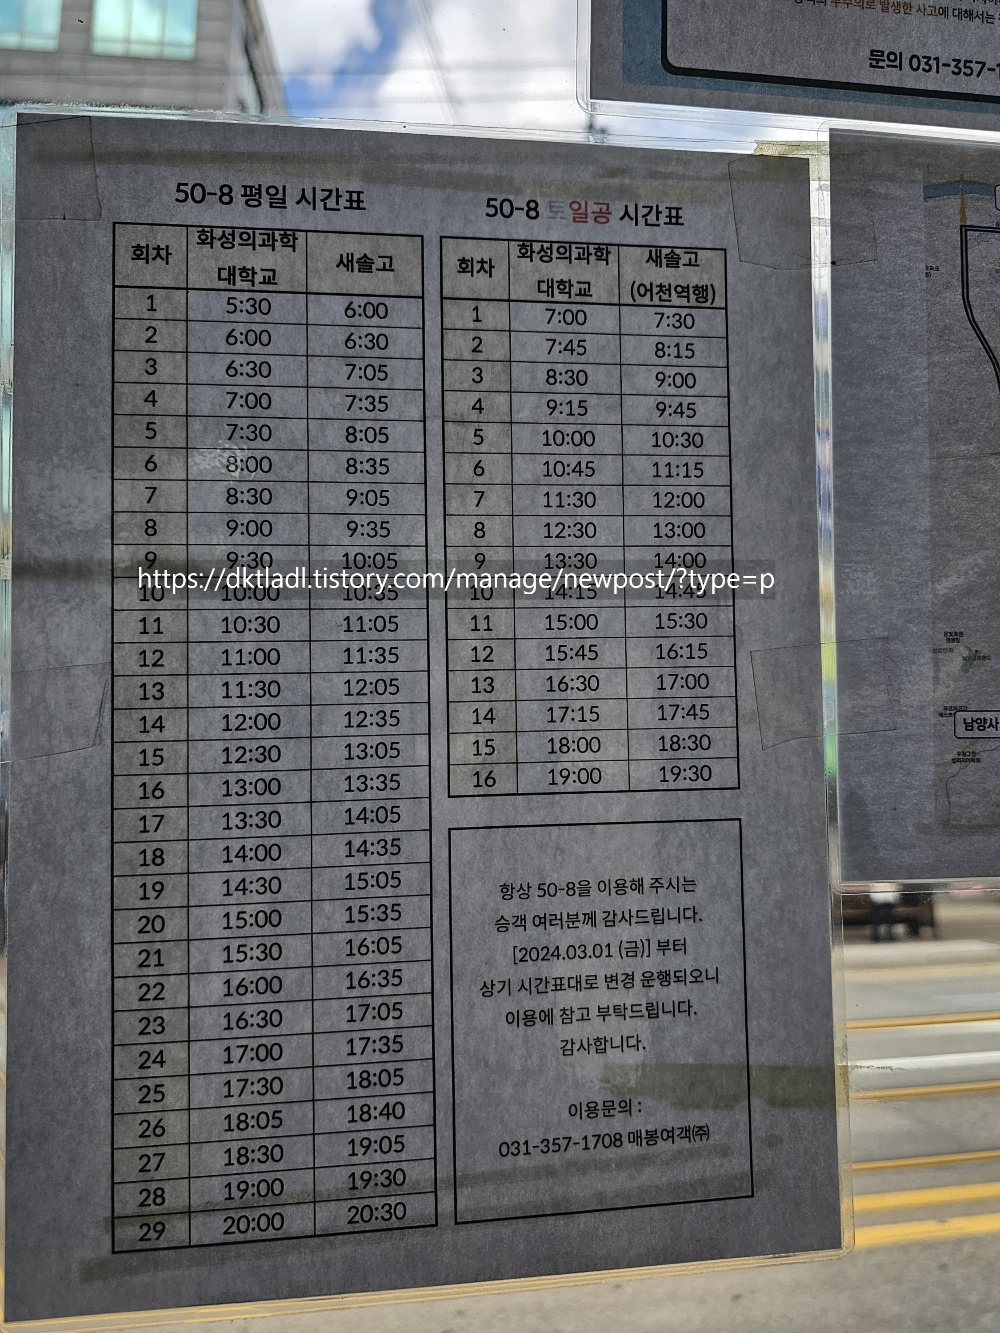 발생한 사고에 대해서는
문의 031-357-1
50-8 평일 시간표
회차 화성의과학대학교 새솔고
1 5:30 6:00
2 6:00 6:30
3 6:30 7:05
4 7:00 7:35
5 7:30 8:05
6 8:00 8:35
7 8:30 9:05
8 9:00 9:35
9 9:30 10:05
10 10:00 10:35
11 10:30 11:05
12 11:00 11:35
13 11:30 12:05
14 12:00 12:35
15 12:30 13:05
16 13:00 13:35
17 13:30 14:05
18 14:00 14:35
19 14:30 15:05
20 15:00 15:35
21 15:30 16:05
22 16:00 16:35
23 16:30 17:05
24 17:00 17:35
25 17:30 18:05
26 18:05 18:40
27 18:30 19:05
28 19:00 19:30
29 20:00 20:30
50-8 토일공 시간표
회차 화성의과학대학교 새솔고 (어천역행)
1 7:00 7:30
2 7:45 8:15
3 8:30 9:00
4 9:15 9:45
5 10:00 10:30
6 10:45 11:15
7 11:30 12:00
8 12:30 13:00
9 13:30 14:00
10 14:15 14:45
11 15:00 15:30
12 15:45 16:15
13 16:30 17:00
14 17:15 17:45
15 18:00 18:30
16 19:00 19:30
https://dktladl.tistory.com/manage/newpost/?type=p
항상 50-8을 이용해 주시는
승객 여러분께 감사드립니다.
[2024.03.01 (금)] 부터
상기 시간표대로 변경 운행되오니
이용에 참고 부탁드립니다.
감사합니다.
이용문의 :
031-357-1708 매봉여객㈜
남양사